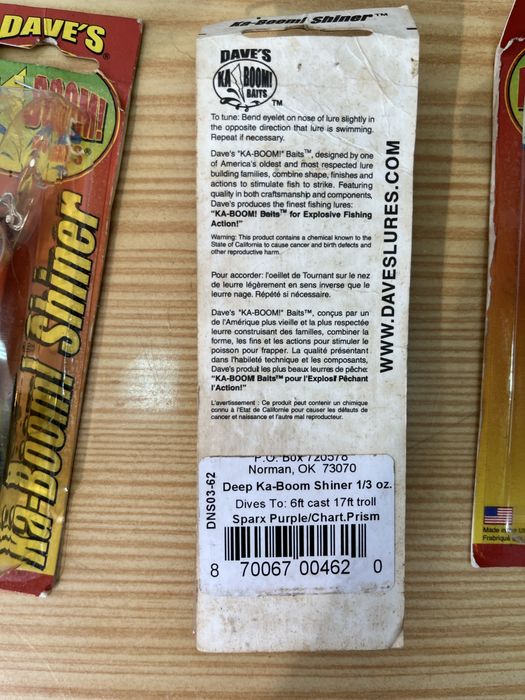 DAVE'S®
BOOM!
Ka-Boom! Shiner
Ka-Boom! Shiner™
DAVE'S
KA BOOM!
BAITS
™
To tune: Bend eyelet on nose of lure slightly in
the opposite direction that lure is swimming.
Repeat if necessary.
Dave's "KA-BOOM!" Baits™, designed by one
of America's oldest and most respected lure
building families, combine shape, finishes and
actions to stimulate fish to strike. Featuring
quality in both craftsmanship and components,
Dave's produces the finest fishing lures:
"KA-BOOM! Baits™ for Explosive Fishing
Action!"
Warning: This product contains a chemical known to the
State of California to cause cancer and birth defects and
other reproductive harm.
Pour accorder: l'oeillet de Tournant sur le nez
de leurre légèrement en sens inverse que le
leurre nage. Répété si nécessaire.
Dave's "KA-BOOM!" Baits™, conçus par un
de l'Amérique plus vieille et la plus respectée
leurre construisant des familles, combiner la
forme, les fins et les actions pour stimuler le
poisson pour frapper. La qualité présentant
dans l'habileté technique et les composants,
Dave's produit les plus beaux leurres de pêche:
"KA-BOOM Baits™ pour l'Explosif Pêchant
l'Action!"
L'avertissement : Ce produit peut contenir un chimique
connu à l'Etat de Californie pour causer les défauts de
cancer et naissance et l'autre mal reproducteur.
WWW.DAVESLURES.COM
P.O. Box 720578
Norman, OK 73070
DNS03-62
Deep Ka-Boom Shiner 1/3 oz.
Dives To: 6ft cast 17ft troll
Sparx Purple/Chart.Prism
8 70067 00462 0
Made in